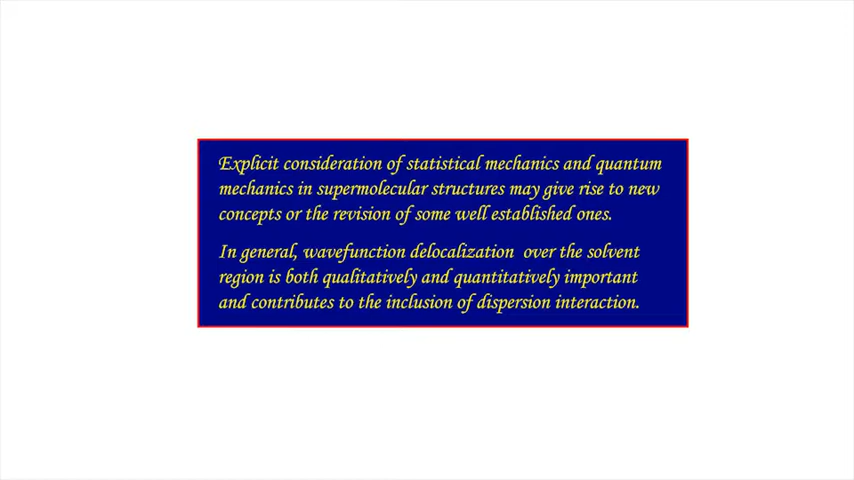 Explicit consideration of statistical mechanics and quantum
mechanics in supermolecular structures may give rise to new
concepts or the revision of some well established ones.
In general, wavefunction delocalization over the solvent
region is both qualitatively and quantitatively important
and contributes to the inclusion of dispersion interaction.